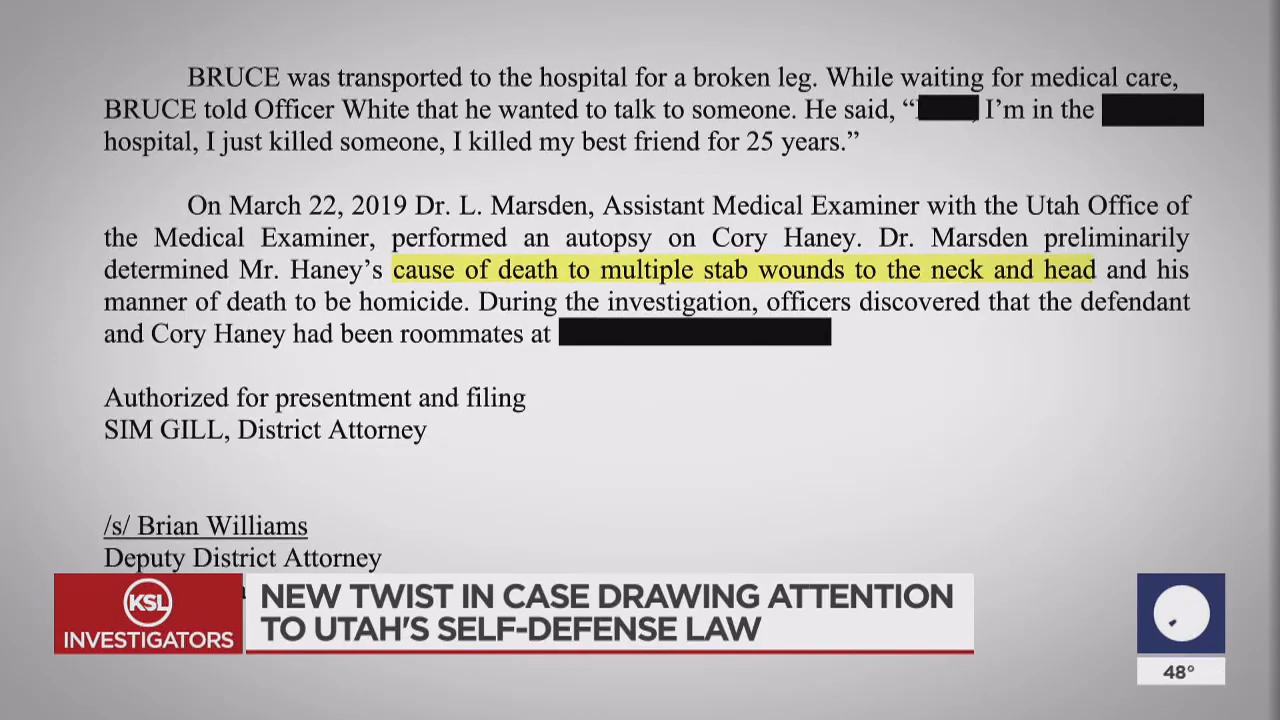 BRUCE was transported to the hospital for a broken leg. While waiting for medical care,
BRUCE told Officer White that he wanted to talk to someone. He said, “ I’m in the
hospital, I just killed someone, I killed my best friend for 25 years.”
On March 22, 2019 Dr. L. Marsden, Assistant Medical Examiner with the Utah Office of
the Medical Examiner, performed an autopsy on Cory Haney. Dr. Marsden preliminarily
determined Mr. Haney’s cause of death to multiple stab wounds to the neck and head and his
manner of death to be homicide. During the investigation, officers discovered that the defendant
and Cory Haney had been roommates at
Authorized for presentment and filing
SIM GILL, District Attorney
/s/ Brian Williams
Deputy District Attorney
KSL
INVESTIGATORS
NEW TWIST IN CASE DRAWING ATTENTION
TO UTAH'S SELF-DEFENSE LAW
48°